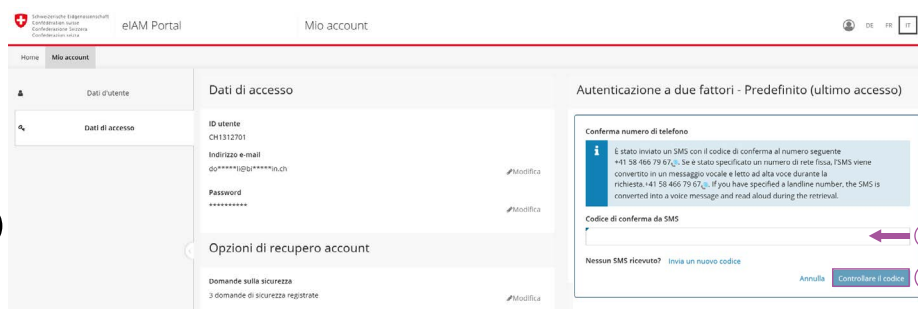 Schweizerische Eidgenossenschaft
Confédération suisse
Confederazione Svizzera
Confederaziun svizra
eIAM Portal
Mio account
DE FR IT
Home Mio account
Dati d'utente
Dati di accesso
Dati di accesso
ID utente
CH1312701
Indirizzo e-mail
do*****li@bi*****in.ch
Modifica
Password
**********
Modifica
Opzioni di recupero account
Domande sulla sicurezza
3 domande di sicurezza registrate
Modifica
Autenticazione a due fattori - Predefinito (ultimo accesso)
Conferma numero di telefono
È stato inviato un SMS con il codice di conferma al numero seguente
+41 58 466 79 67. Se è stato specificato un numero di rete fissa, l'SMS viene
convertito in un messaggio vocale e letto ad alta voce durante la
richiesta.+41 58 466 79 67. If you have specified a landline number, the SMS is
converted into a voice message and read aloud during the retrieval.
Codice di conferma da SMS
Nessun SMS ricevuto? Invia un nuovo codice
Annulla Controllare il codice